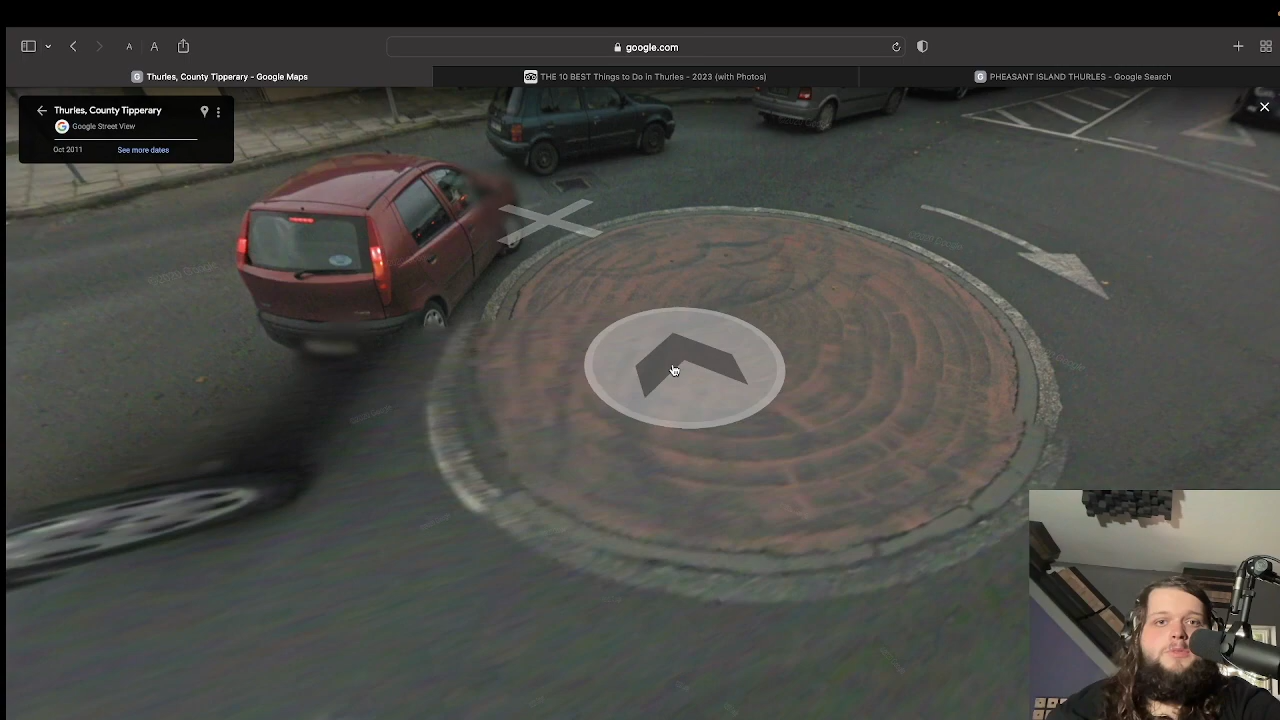 A A google.com
Thurles, County Tipperary - Google Maps
THE 10 BEST Things to Do in Thurles - 2023 (with Photos)
PHEASANT ISLAND THURLES - Google Search
Thurles, County Tipperary
Google Street View
Oct 2011 See more dates